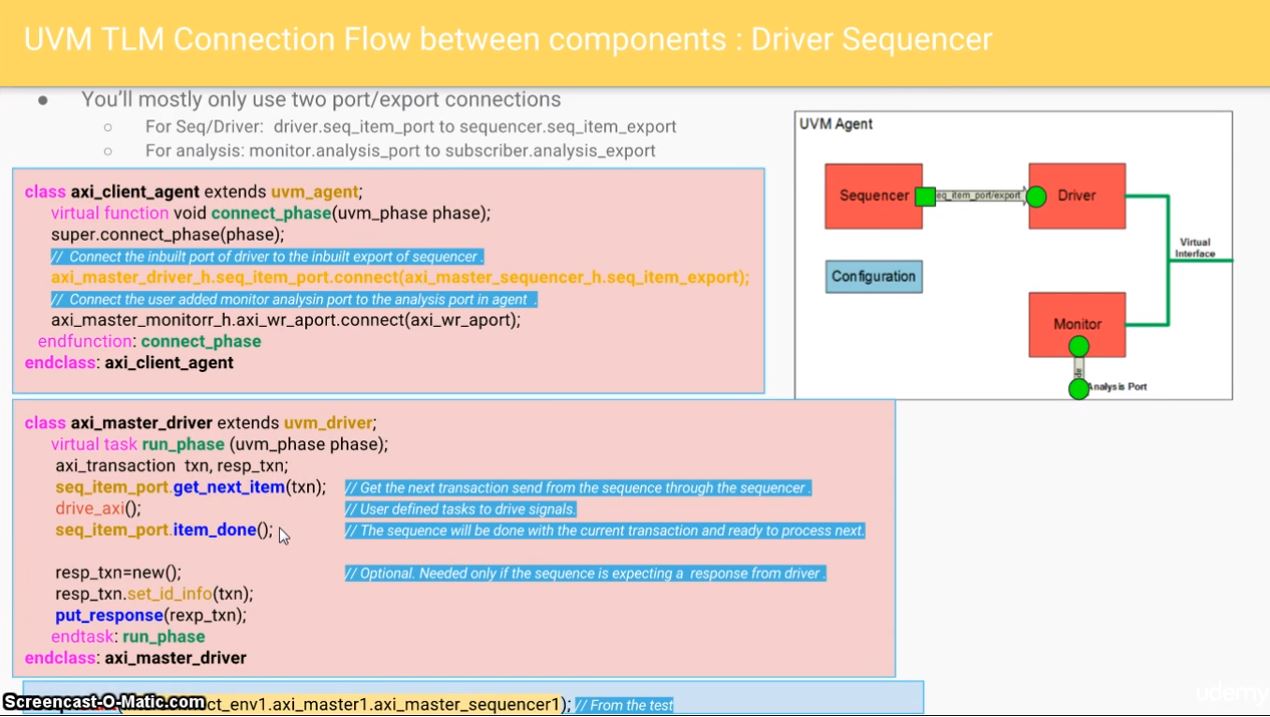 UVM TLM Connection Flow between components : Driver Sequencer
● You'll mostly only use two port/export connections
○ For Seq/Driver: driver.seq_item_port to sequencer.seq_item_export
○ For analysis: monitor.analysis_port to subscriber.analysis_export
class axi_client_agent extends uvm_agent;
virtual function void connect_phase(uvm_phase phase);
super.connect_phase(phase);
// Connect the inbuilt port of driver to the inbuilt export of sequencer .
axi_master_driver_h.seq_item_port.connect(axi_master_sequencer_h.seq_item_export);
// Connect the user added monitor analysin port to the analysis port in agent .
axi_master_monitorr_h.axi_wr_aport.connect(axi_wr_aport);
endfunction: connect_phase
endclass: axi_client_agent
UVM Agent
Sequencer
eq_item_port/export
Driver
Virtual
Interface
Configuration
Monitor
Analysis Port
class axi_master_driver extends uvm_driver;
virtual task run_phase (uvm_phase phase);
axi_transaction txn, resp_txn;
seq_item_port.get_next_item(txn); // Get the next transaction send from the sequence through the sequencer .
drive_axi(); // User defined tasks to drive signals.
seq_item_port.item_done(); // The sequence will be done with the current transaction and ready to process next.
resp_txn=new(); // Optional. Needed only if the sequence is expecting a response from driver .
resp_txn.set_id_info(txn);
put_response(rexp_txn);
endtask: run_phase
endclass: axi_master_driver
ct_env1.axi_master1.axi_master_sequencer1); // From the test
Screencast-O-Matic.com
udemy